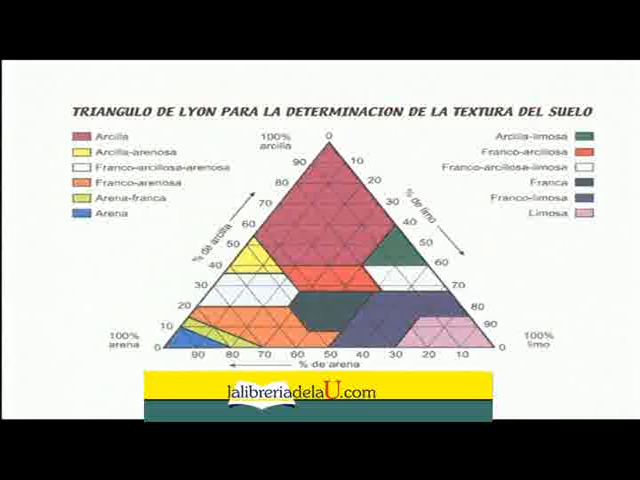 TRIANGULO DE LYON PARA LA DETERMINACION DE LA TEXTURA DEL SUELO
Arcilla
Arcilla-arenosa
Franco-arcillosa-arenosa
Franco-arenosa
Arena-franca
Arena
Arcilla-limosa
Franco-arcillosa
Franco-arcillosa-limosa
Franca
Franco-limosa
Limosa
100%
arcilla
0
90
80
70
60
50
40
30
20
10
10
20
30
40
50
60
70
80
90
0
% de arcilla
% de limo
100%
arena
100%
limo
90 80 70 60 50 40 30 20 10
% de arena
lalibreriadelaU.com